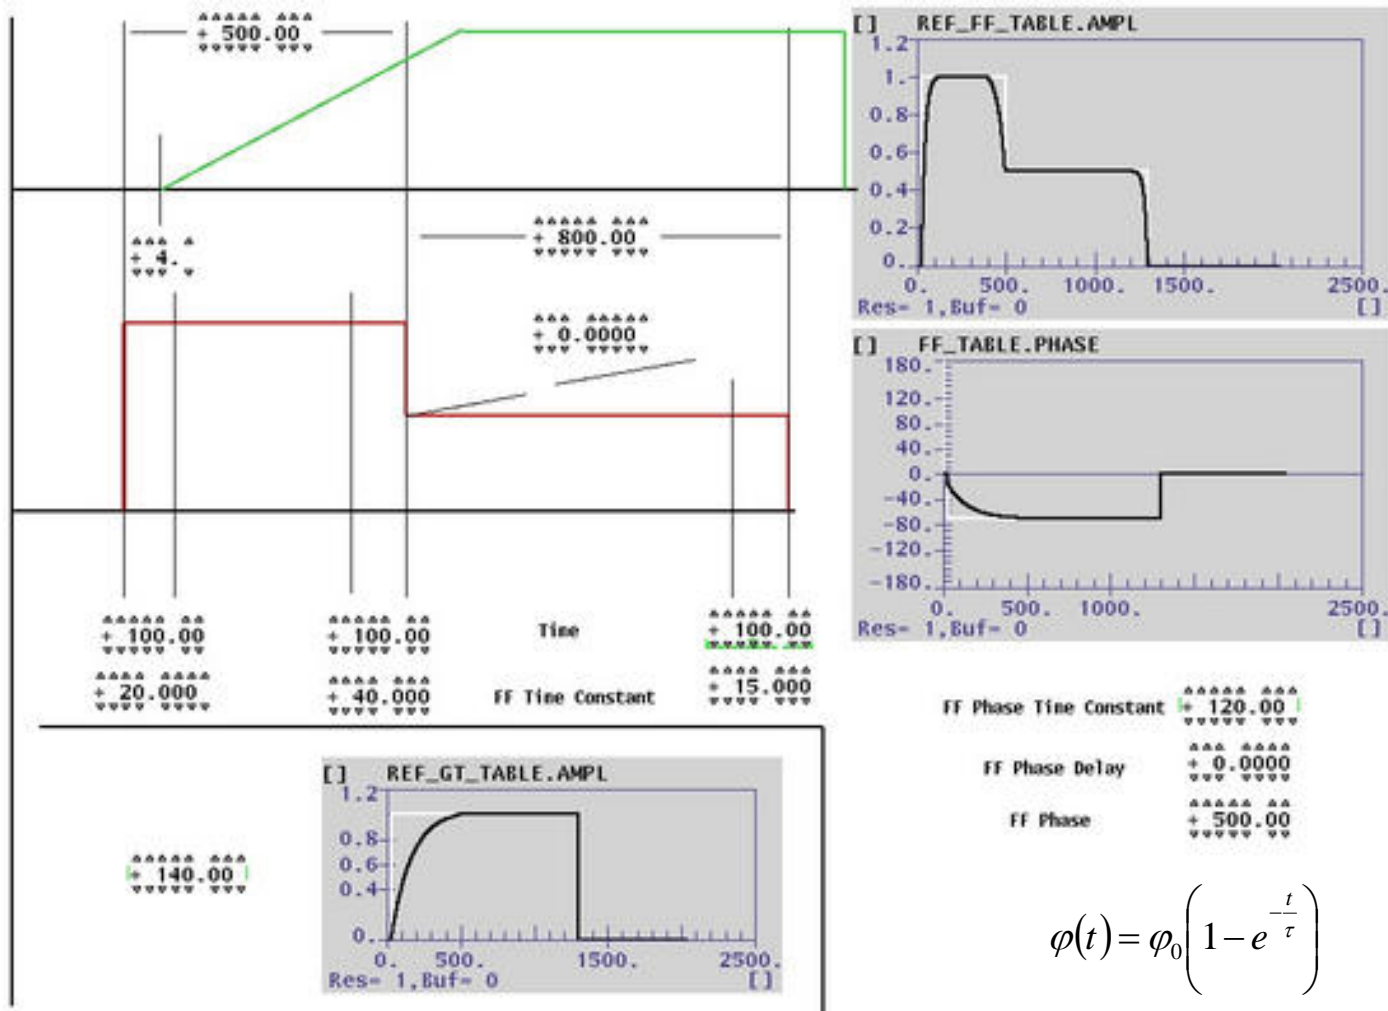 + 500.00
+ 4.
+ 800.00
+ 0.0000
+ 100.00
+ 100.00
Time
+ 100.00
+ 20.000
+ 40.000
FF Time Constant
+ 15.000
[] REF_FF_TABLE.AMPL
1.2
1.
0.8
0.6
0.4
0.2
0.
0. 500. 1000. 1500. 2500.
Res= 1,Buf= 0 []
[] FF_TABLE.PHASE
180.
120.
80.
40.
0.
-40.
-80.
-120.
-180.
0. 500. 1000. 2500.
Res= 1,Buf= 0 []
FF Phase Time Constant + 120.00
FF Phase Delay + 0.0000
FF Phase + 500.00
+ 140.00
[] REF_GT_TABLE.AMPL
1.2
0.8
0.6
0.4
0.
0. 500. 1500. 2500.
Res= 1,Buf= 0 []
φ(t) = φ₀(1 − e^(−t/τ))